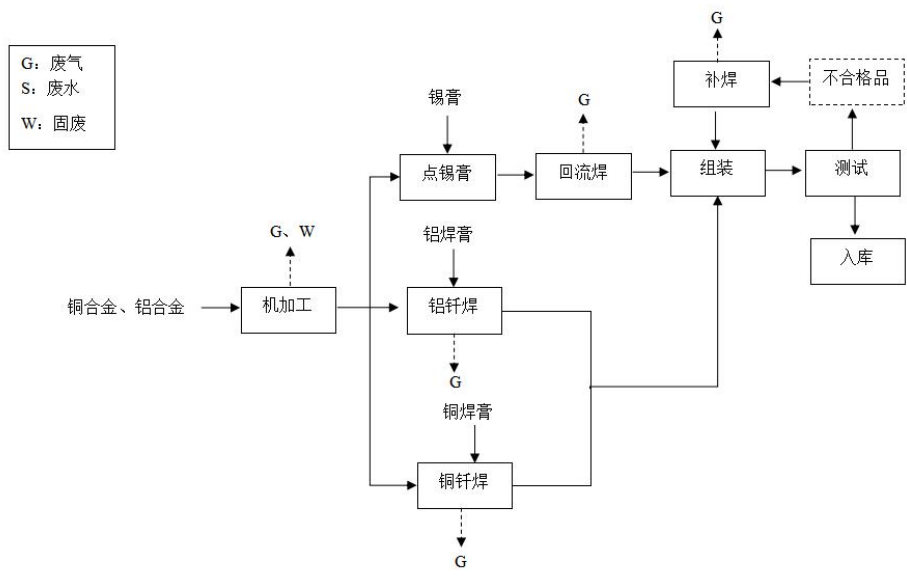 G：废气
S：废水
W：固废
G
补焊
不合格品
锡膏
G
点锡膏
回流焊
组装
测试
G、W
铝焊膏
入库
铜合金、铝合金
机加工
铝钎焊
G
铜焊膏
铜钎焊
G